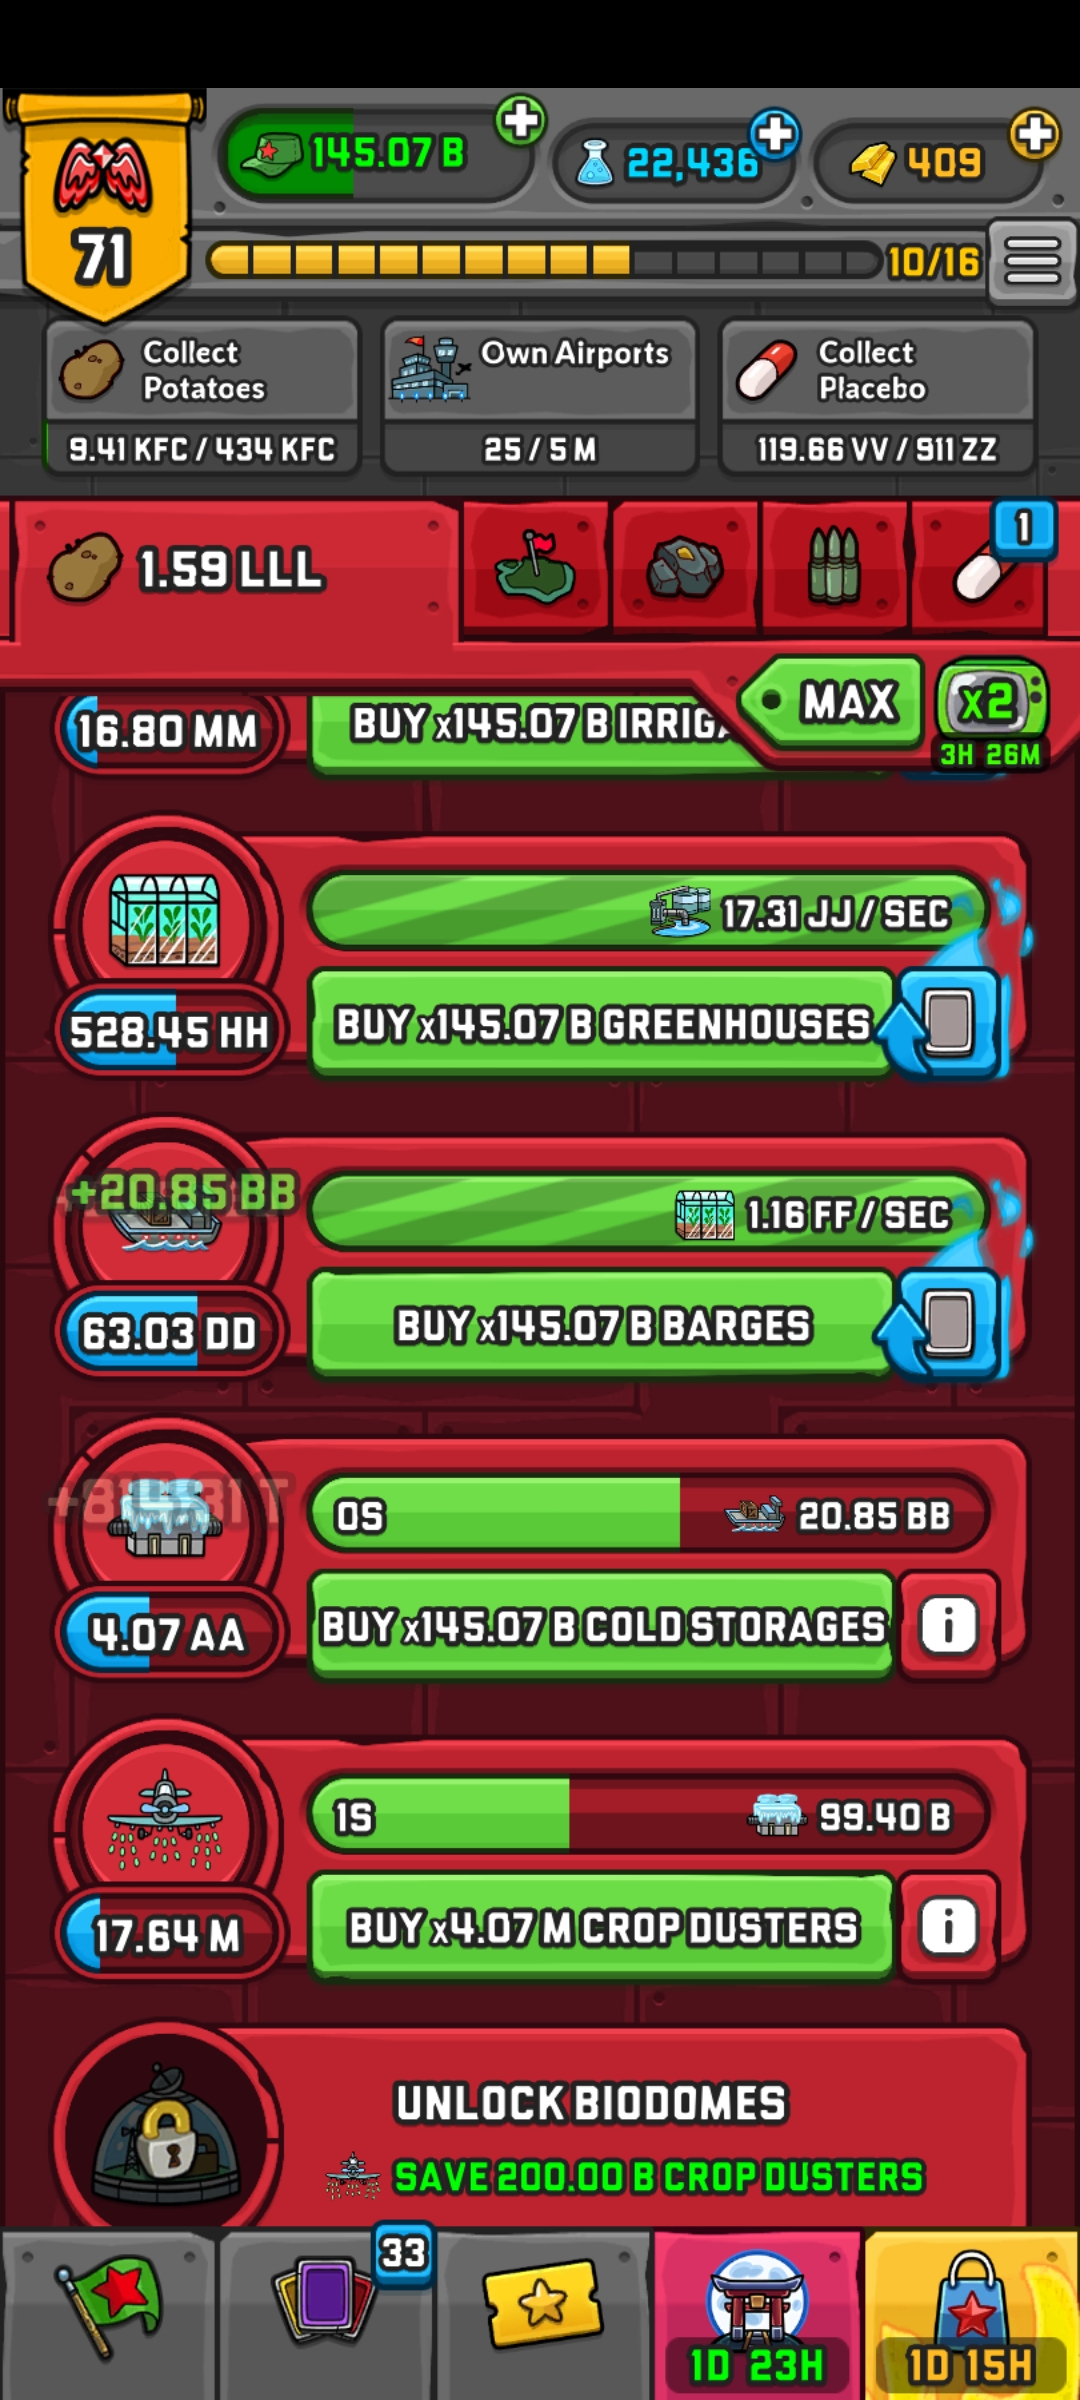 145.07 B
22,436
409
71
10/16
Collect
Potatoes
9.41 KFC / 434 KFC
Own Airports
25 / 5 M
Collect
Placebo
119.66 VV / 911 ZZ
1.59 LLL
1
MAX
x2
3H 26M
16.80 MM
BUY x145.07 B
17.31 JJ / SEC
528.45 HH
BUY x145.07 B GREENHOUSES
+20.85 BB
1.16 FF / SEC
63.03 DD
BUY x145.07 B BARGES
0S
20.85 BB
4.07 AA
BUY x145.07 B COLD STORAGES
i
1S
99.40 B
17.64 M
BUY x4.07 M CROP DUSTERS
i
UNLOCK BIODOMES
SAVE 200.00 B CROP DUSTERS
33
1D 23H
1D 15H